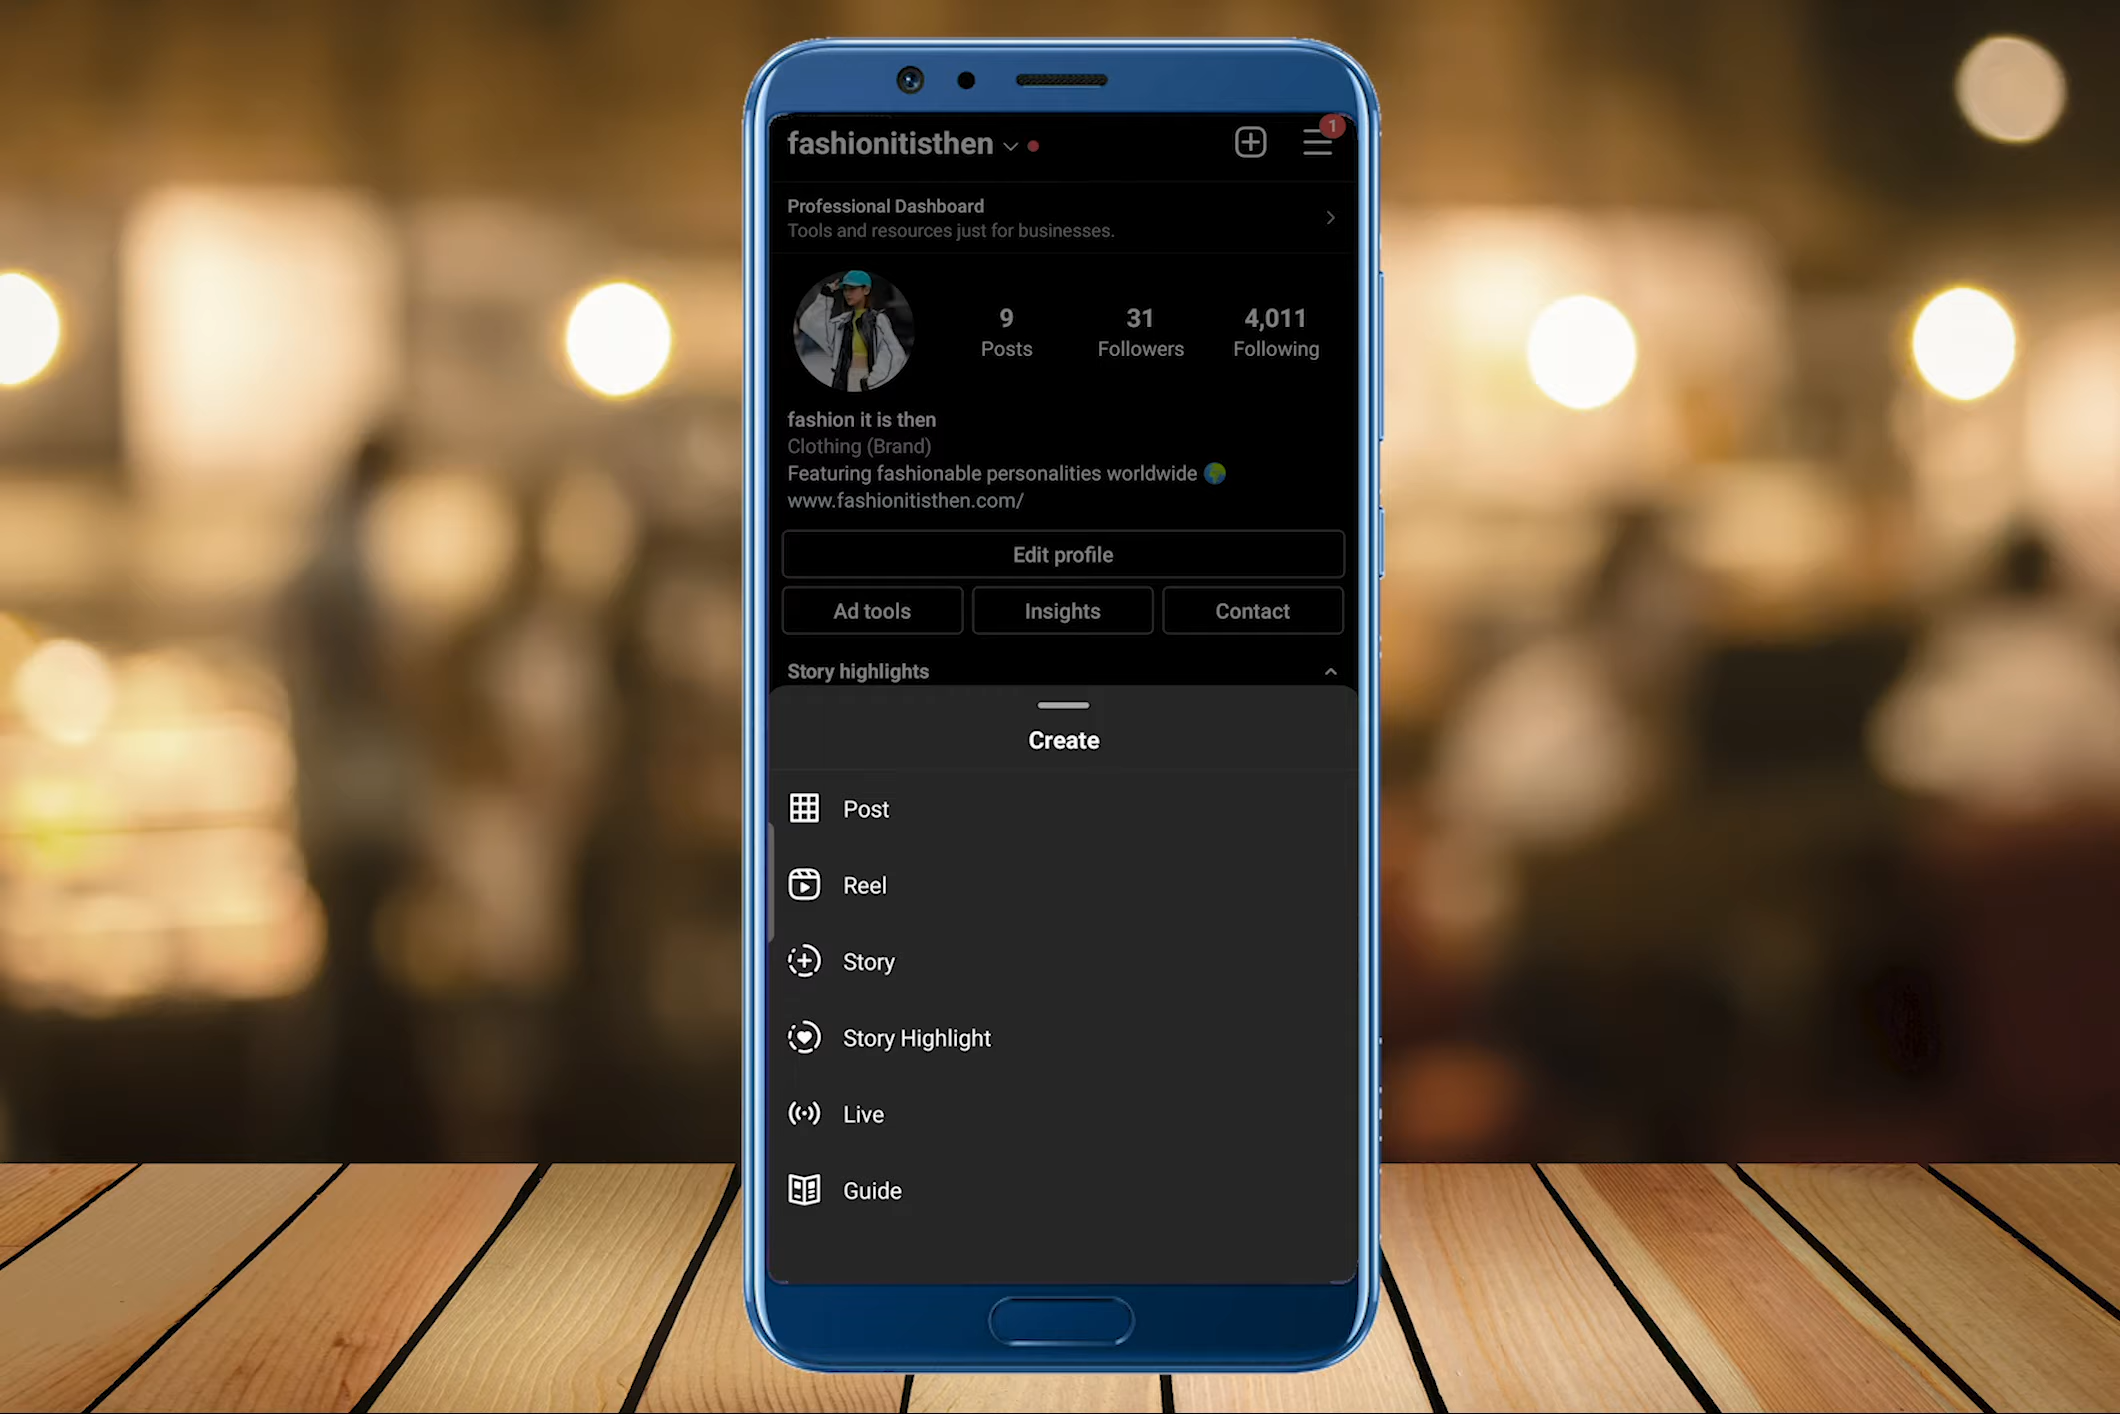 fashionitisthen
1
Professional Dashboard
Tools and resources just for businesses.
9 31 4,011
Posts Followers Following
fashion it is then
Clothing (Brand)
Featuring fashionable personalities worldwide 🌍
www.fashionitisthen.com/
Edit profile
Ad tools Insights Contact
Story highlights
Create
Post
Reel
Story
Story Highlight
Live
Guide